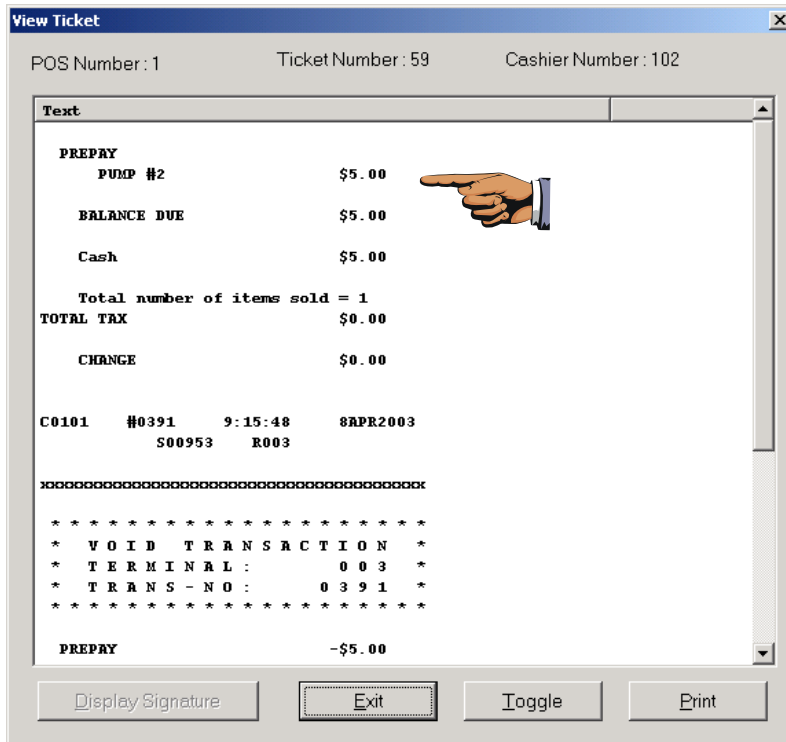 View Ticket
POS Number : 1 Ticket Number : 59 Cashier Number : 102
Text
PREPAY
PUMP #2 $5.00
BALANCE DUE $5.00
Cash $5.00
Total number of items sold = 1
TOTAL TAX $0.00
CHANGE $0.00
C0101 #0391 9:15:48 8APR2003
S00953 R003
xxxxxxxxxxxxxxxxxxxxxxxxxxxxxxxxxxxxxxxx
* * * * * * * * * * * * * * * * * * * *
* V O I D T R A N S A C T I O N *
* T E R M I N A L : 0 0 3 *
* T R A N S - N O : 0 3 9 1 *
* * * * * * * * * * * * * * * * * * * *
PREPAY -$5.00
Display Signature Exit Toggle Print